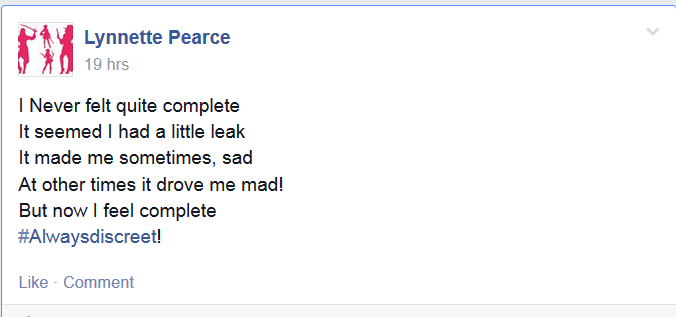 Lynnette Pearce
19 hrs
I Never felt quite complete
It seemed I had a little leak
It made me sometimes, sad
At other times it drove me mad!
But now I feel complete
#Alwaysdiscreet!
Like · Comment